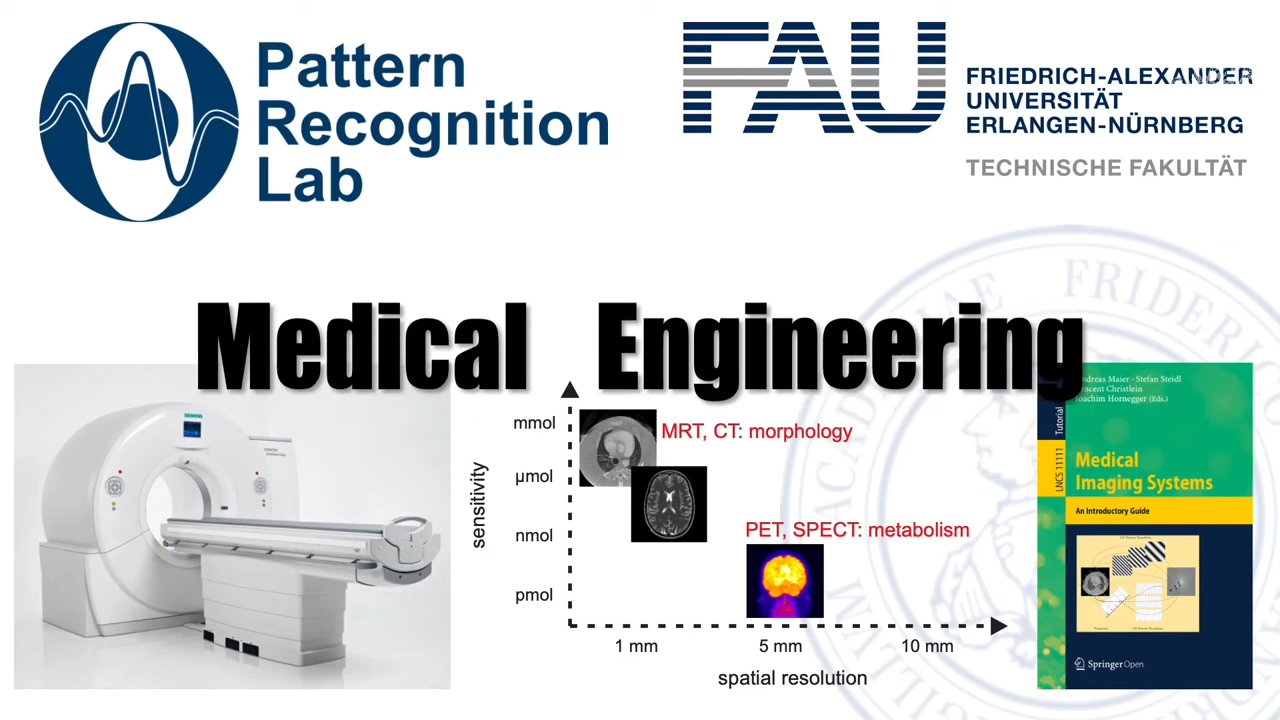 Pattern
Recognition
Lab
FAU
FRIEDRICH-ALEXANDER
UNIVERSITÄT
ERLANGEN-NÜRNBERG
TECHNISCHE FAKULTÄT
FRIDERIC
Medical Engineering
SIEMENS
mmol
µmol
nmol
pmol
sensitivity
MRT, CT: morphology
PET, SPECT: metabolism
1 mm
5 mm
10 mm
spatial resolution
Andreas Maier · Stefan Steidl
Vincent Christlein
Joachim Hornegger (Eds.)
Tutorial
LNCS 11111
Medical
Imaging Systems
An Introductory Guide
Springer Open